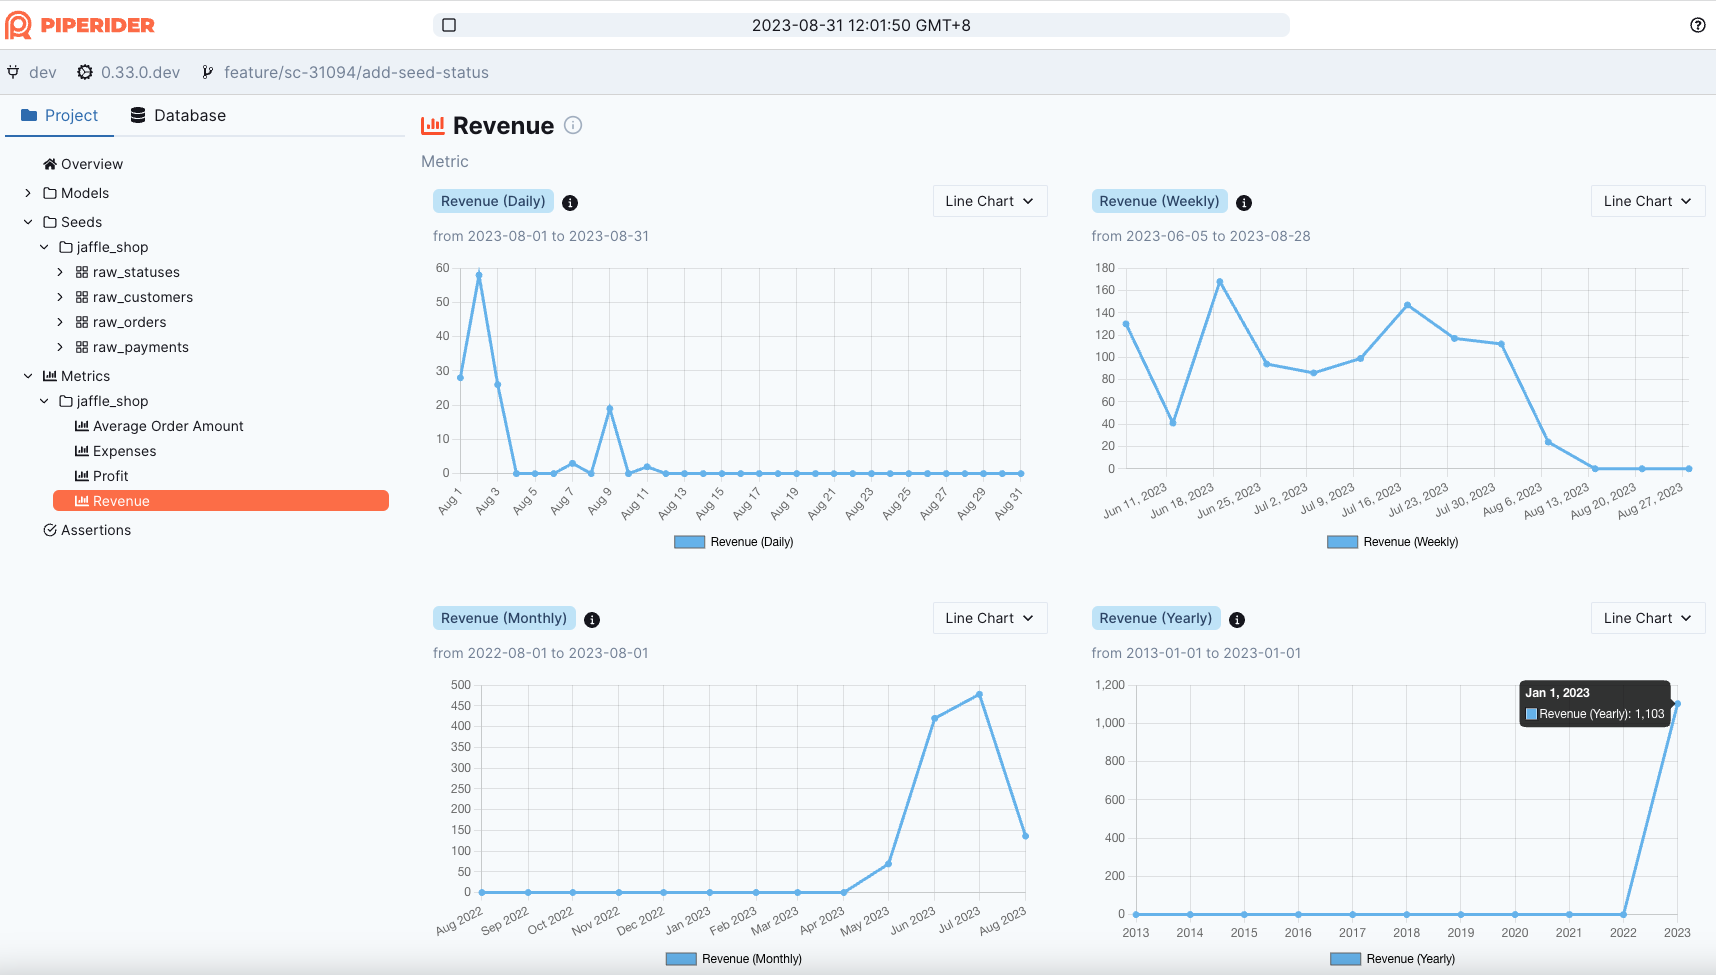 PIPERIDER
2023-08-31 12:01:50 GMT+8
dev 0.33.0.dev feature/sc-31094/add-seed-status
Project Database
Overview
Models
Seeds
jaffle_shop
raw_statuses
raw_customers
raw_orders
raw_payments
Metrics
jaffle_shop
Average Order Amount
Expenses
Profit
Revenue
Assertions
Revenue
Metric
Revenue (Daily) Line Chart
from 2023-08-01 to 2023-08-31
60
50
40
30
20
10
0
Aug 1 Aug 3 Aug 5 Aug 7 Aug 9 Aug 11 Aug 13 Aug 15 Aug 17 Aug 19 Aug 21 Aug 23 Aug 25 Aug 27 Aug 29 Aug 31
Revenue (Daily)
Revenue (Weekly) Line Chart
from 2023-06-05 to 2023-08-28
180
160
140
120
100
80
60
40
20
0
Jun 11, 2023 Jun 18, 2023 Jun 25, 2023 Jul 2, 2023 Jul 9, 2023 Jul 16, 2023 Jul 23, 2023 Jul 30, 2023 Aug 6, 2023 Aug 13, 2023 Aug 20, 2023 Aug 27, 2023
Revenue (Weekly)
Revenue (Monthly) Line Chart
from 2022-08-01 to 2023-08-01
500
450
400
350
300
250
200
150
100
50
0
Aug 2022 Sep 2022 Oct 2022 Nov 2022 Dec 2022 Jan 2023 Feb 2023 Mar 2023 Apr 2023 May 2023 Jun 2023 Jul 2023 Aug 2023
Revenue (Monthly)
Revenue (Yearly) Line Chart
from 2013-01-01 to 2023-01-01
1,200
1,000
800
600
400
200
0
Jan 1, 2023
Revenue (Yearly): 1,103
2013 2014 2015 2016 2017 2018 2019 2020 2021 2022 2023
Revenue (Yearly)